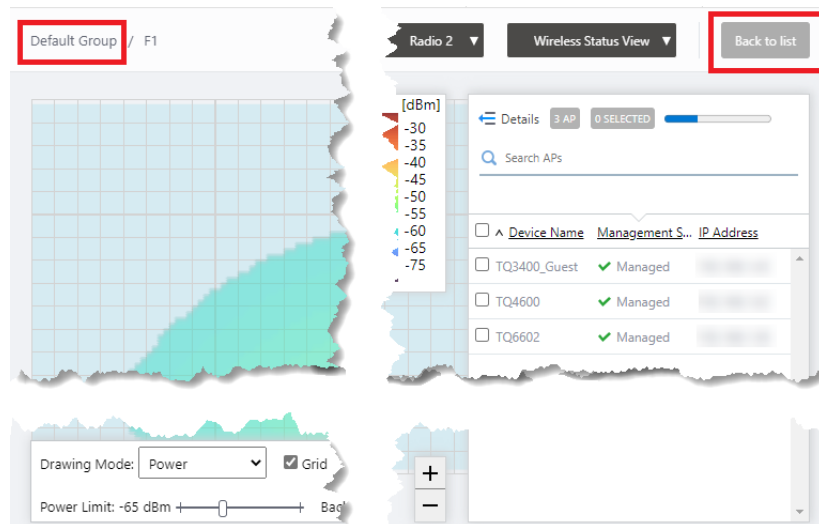 Default Group / F1
Radio 2 ▼
Wireless Status View ▼
Back to list
[dBm]
-30
-35
-40
-45
-50
-55
-60
-65
-75
Details 3 AP 0 SELECTED
Search APs
Device Name Management S... IP Address
TQ3400_Guest Managed
TQ4600 Managed
TQ6602 Managed
Drawing Mode: Power Grid
Power Limit: -65 dBm
+
−